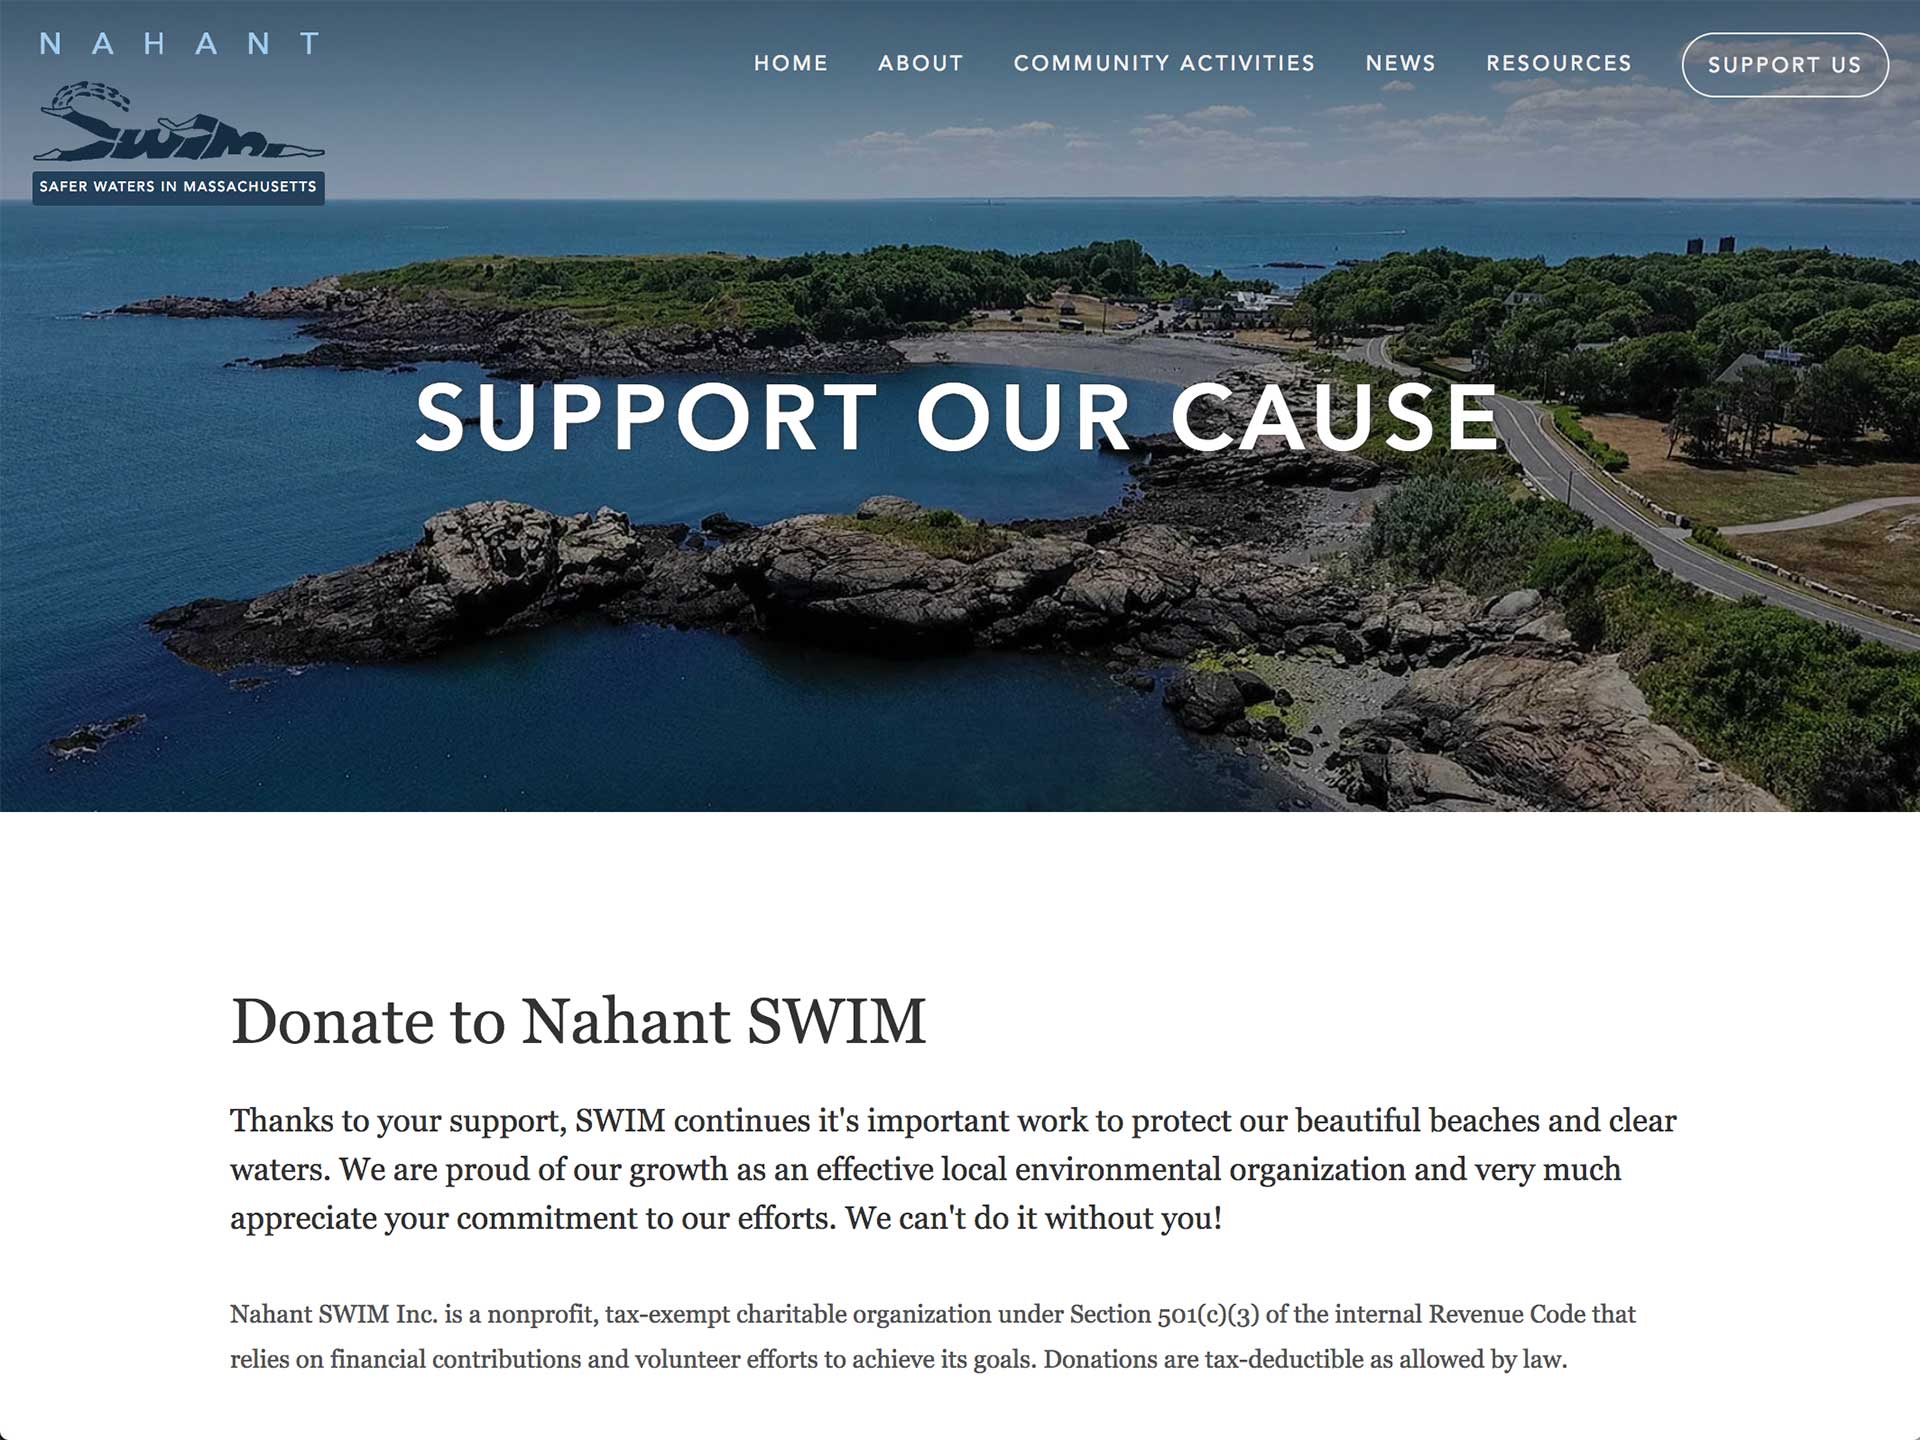 NAHANT
Swim
SAFER WATERS IN MASSACHUSETTS
HOME ABOUT COMMUNITY ACTIVITIES NEWS RESOURCES SUPPORT US
SUPPORT OUR CAUSE
Donate to Nahant SWIM
Thanks to your support, SWIM continues it's important work to protect our beautiful beaches and clear
waters. We are proud of our growth as an effective local environmental organization and very much
appreciate your commitment to our efforts. We can't do it without you!
Nahant SWIM Inc. is a nonprofit, tax-exempt charitable organization under Section 501(c)(3) of the internal Revenue Code that
relies on financial contributions and volunteer efforts to achieve its goals. Donations are tax-deductible as allowed by law.